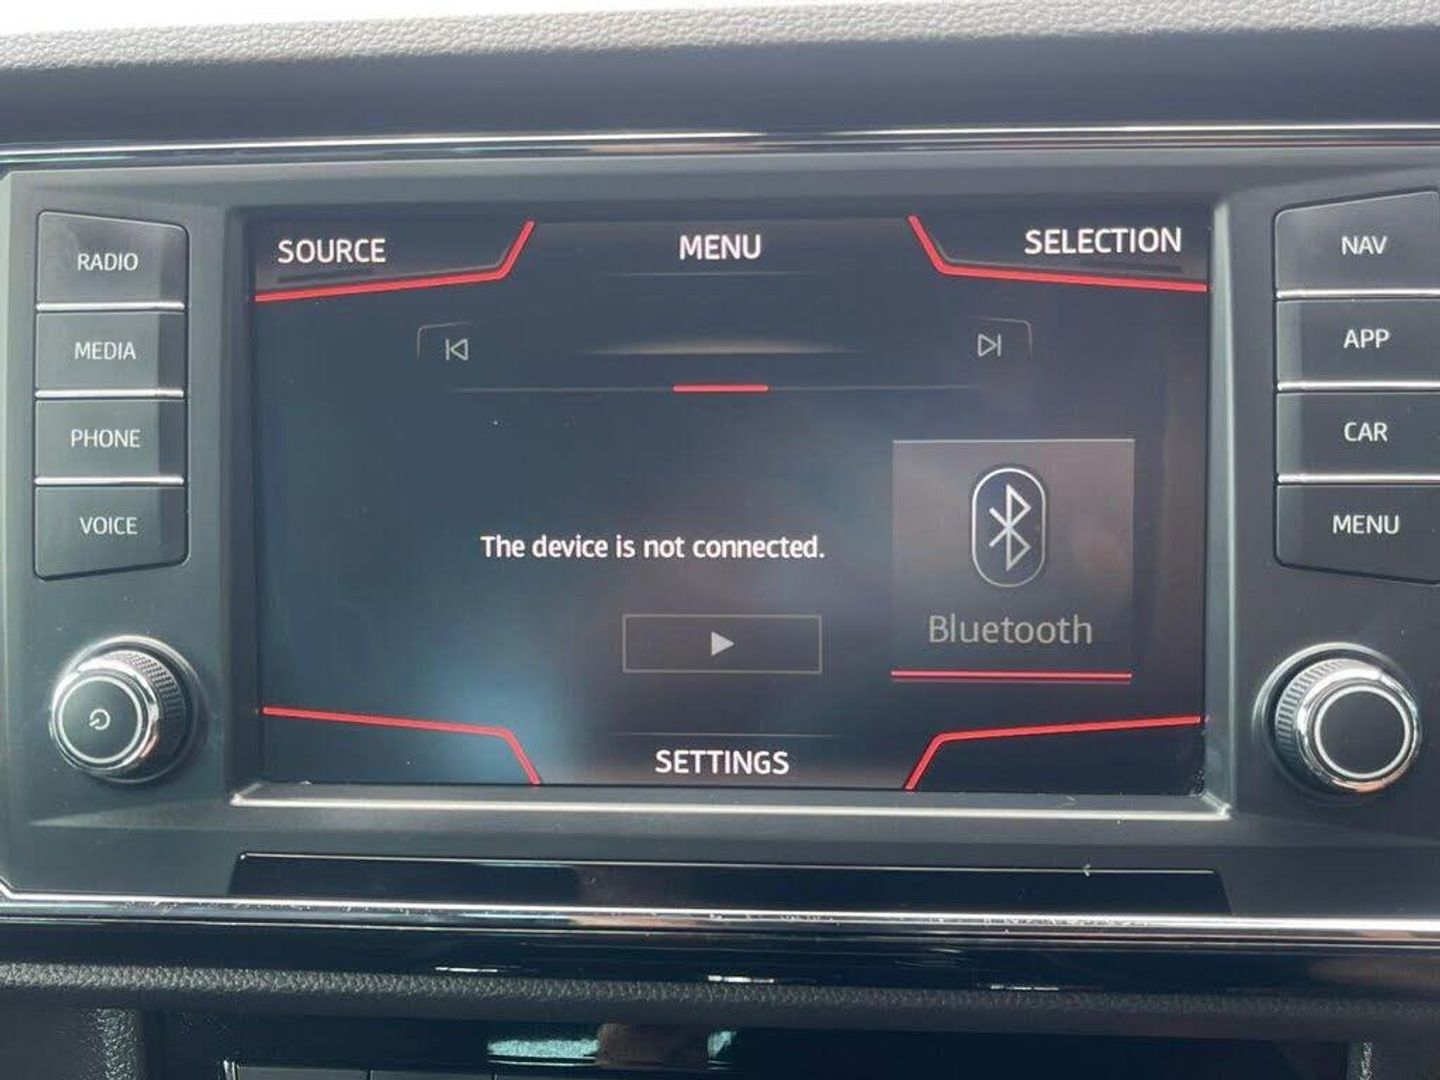 RADIO
MEDIA
PHONE
VOICE
SOURCE
MENU
SELECTION
The device is not connected.
Bluetooth
SETTINGS
NAV
APP
CAR
MENU